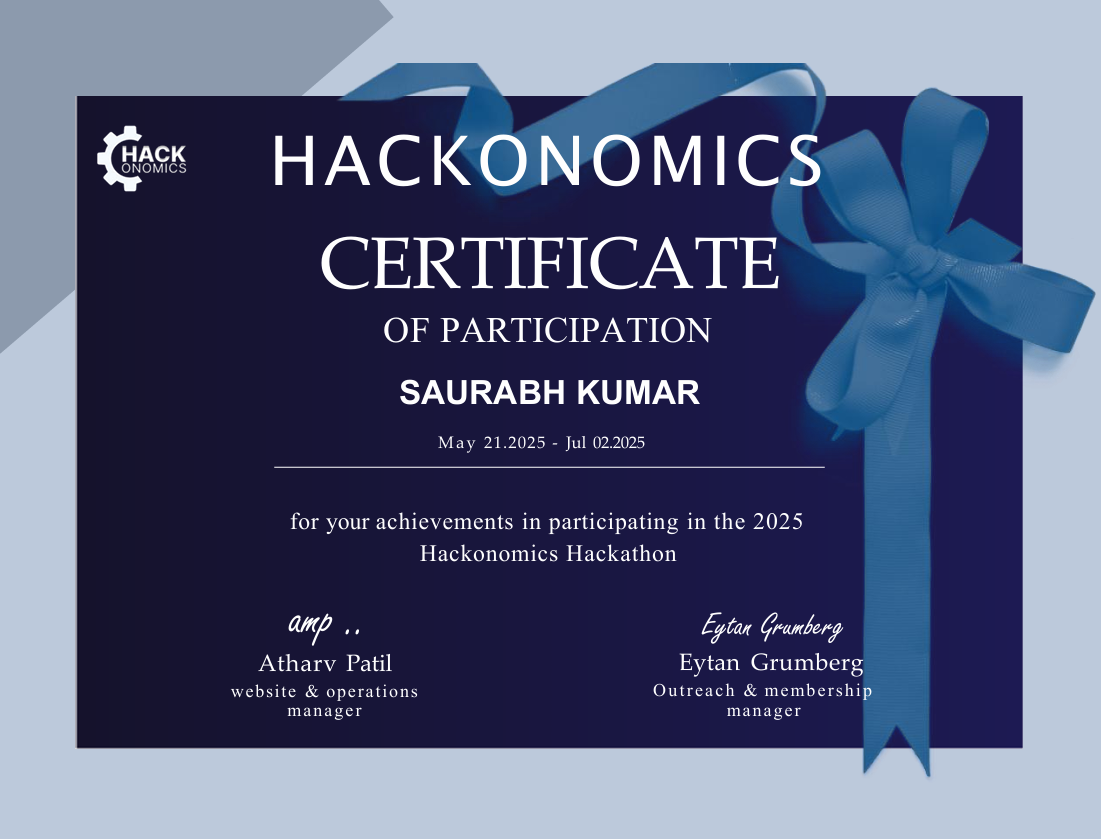 HACK
ONOMICS
HACKONOMICS
CERTIFICATE
OF PARTICIPATION
SAURABH KUMAR
May 21.2025 - Jul 02.2025
for your achievements in participating in the 2025
Hackonomics Hackathon
amp ..
Atharv Patil
website & operations
manager
Eytan Grumberg
Eytan Grumberg
Outreach & membership
manager